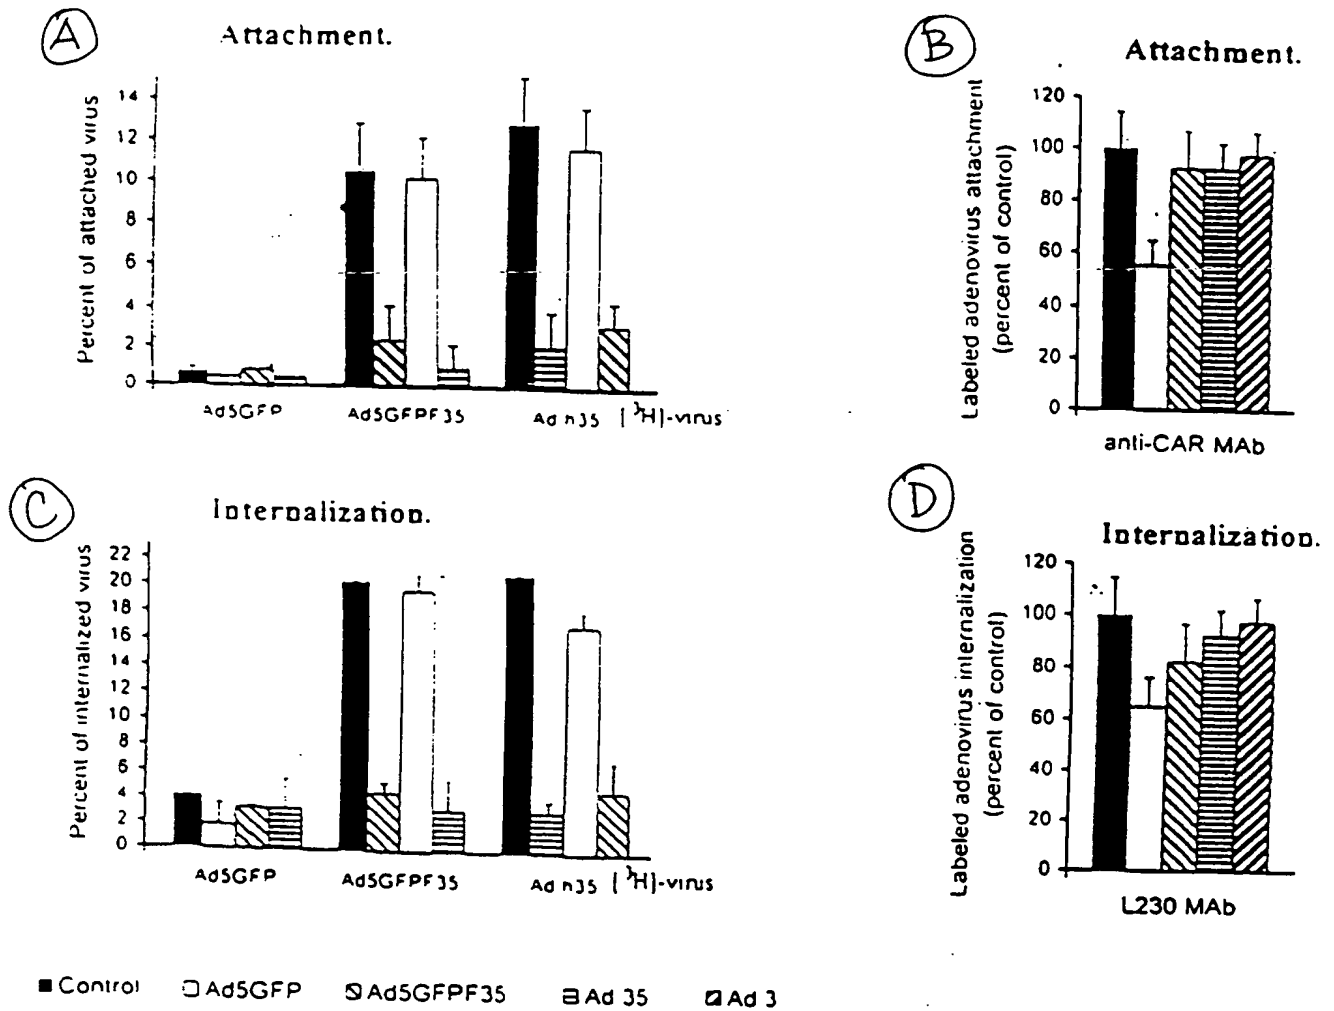 A
Attachment.
Percent of attached virus
14
12
10
8
6
4
2
0
Ad5GFP
Ad5GFPF35
Ad h35
[³H]-virus
B
Attachment.
Labeled adenovirus attachment
(percent of control)
120
100
80
60
40
20
0
anti-CAR MAb
C
Internalization.
Percent of internalized virus
22
20
18
16
14
12
10
8
6
4
2
0
Ad5GFP
Ad5GFPF35
Ad h35
[³H]-virus
D
Internalization.
Labeled adenovirus internalization
(percent of control)
120
100
80
60
40
20
0
L230 MAb
Control
Ad5GFP
Ad5GFPF35
Ad 35
Ad 3